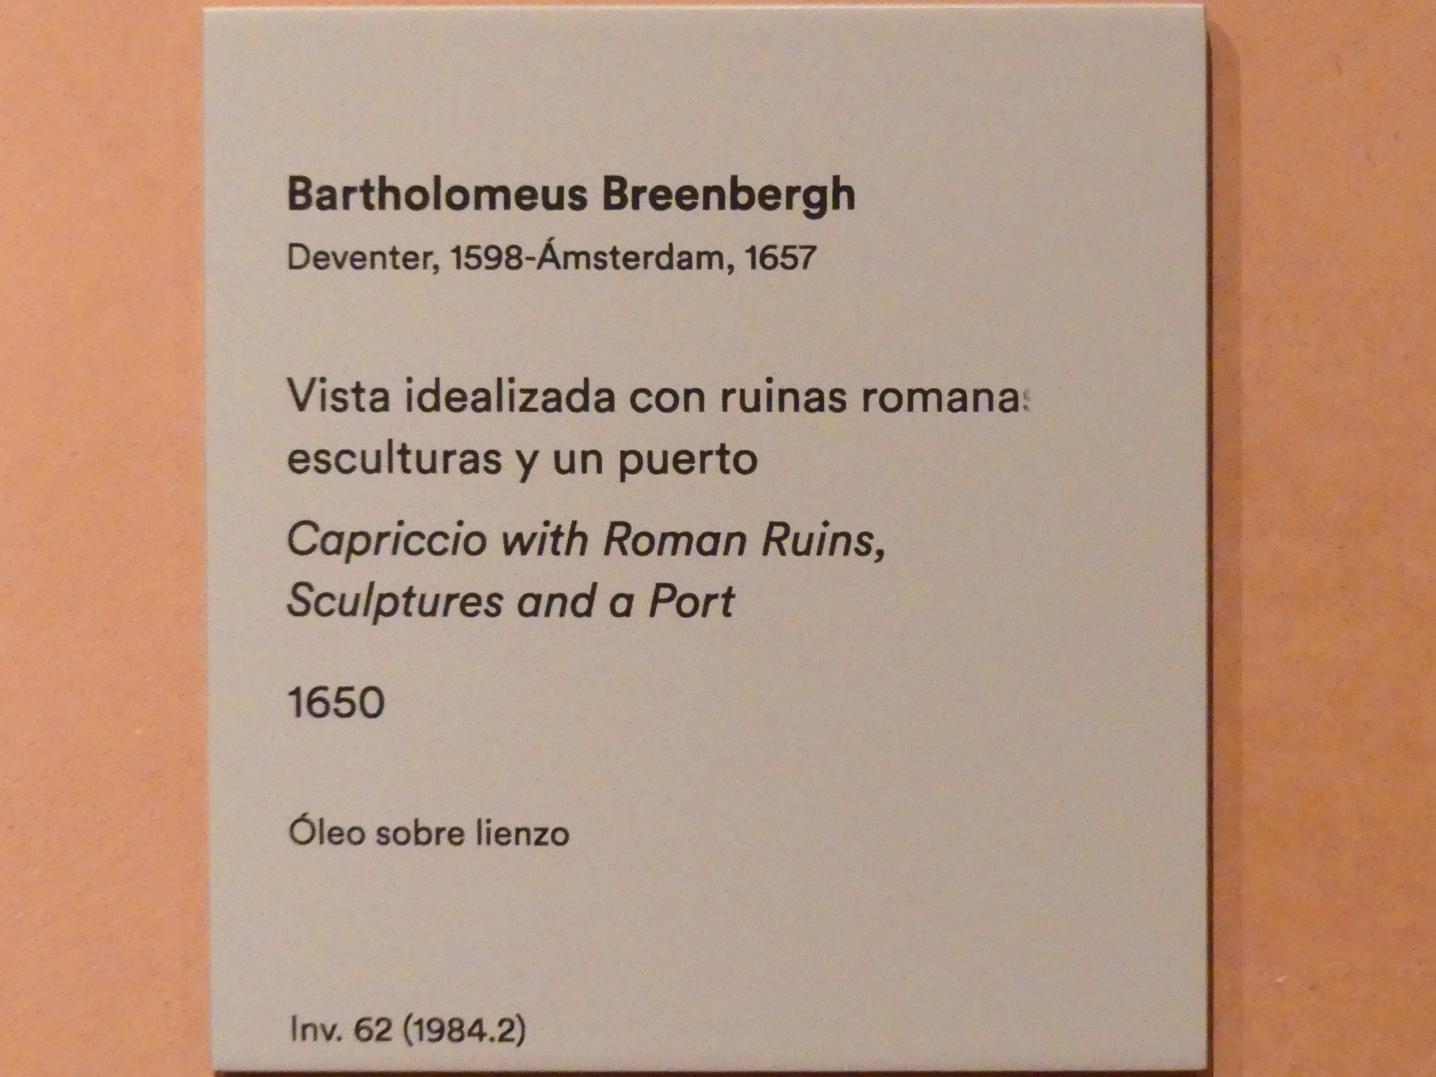 Bartholomeus Breenbergh
Deventer, 1598-Ámsterdam, 1657
Vista idealizada con ruinas romanas
esculturas y un puerto
Capriccio with Roman Ruins,
Sculptures and a Port
1650
Óleo sobre lienzo
Inv. 62 (1984.2)